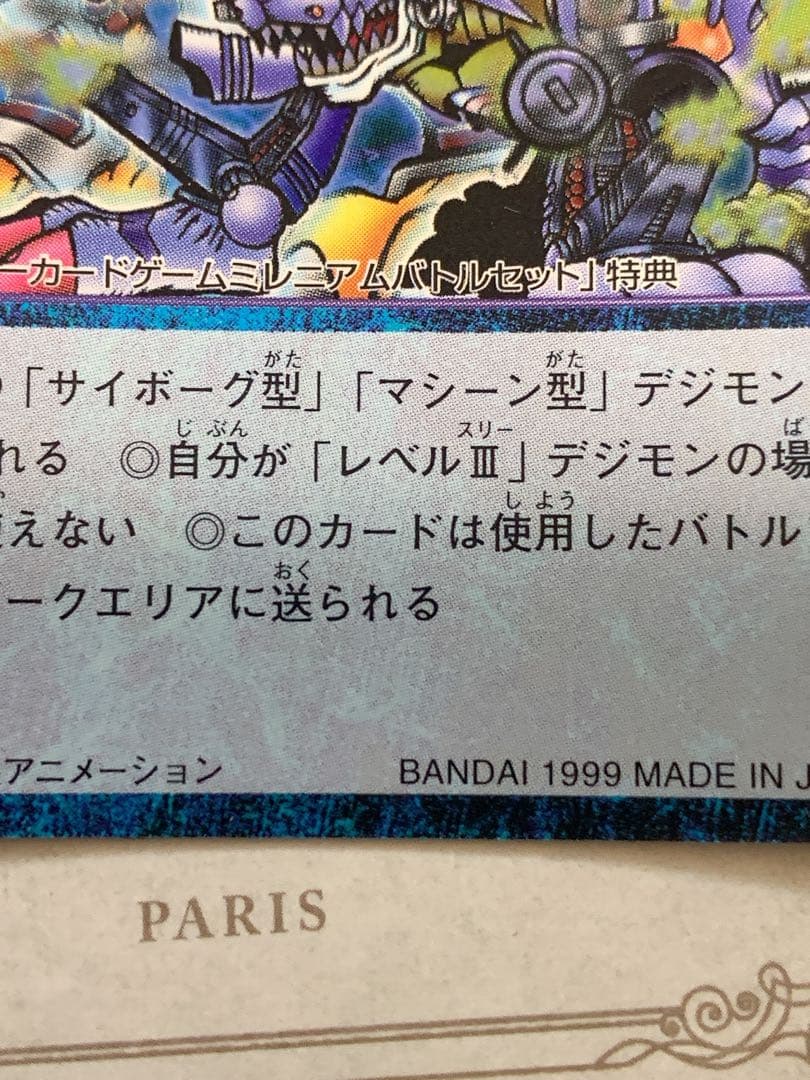 ーカードゲームミレニアムバトルセット」特典
「サイボーグ型」「マシーン型」デジモン
れる ◎自分が「レベルⅢ」デジモンの場
えない ◎このカードは使用したバトル
ークエリアに送られる
アニメーション BANDAI 1999 MADE IN J
PARIS